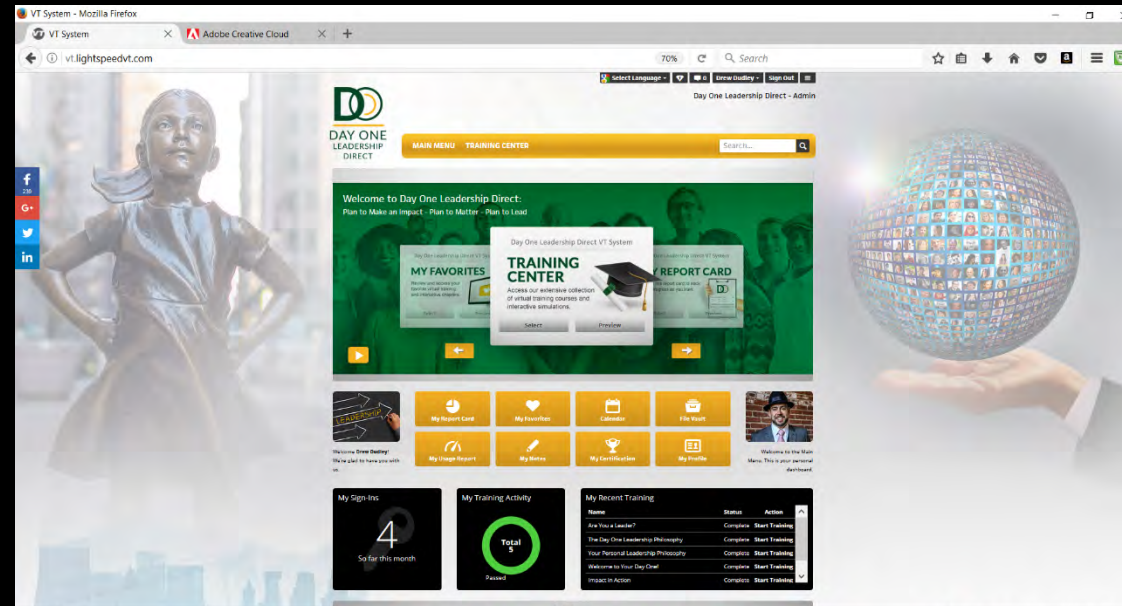 VT System - Mozilla Firefox
VT System
Adobe Creative Cloud
vt.lightspeedvt.com
70%
Search
Select Language
0
Drew Dudley
Sign Out
Day One Leadership Direct - Admin
DAY ONE
LEADERSHIP
DIRECT
MAIN MENU
TRAINING CENTER
Search...
f
239
G+
in
Welcome to Day One Leadership Direct:
Plan to Make an Impact - Plan to Matter - Plan to Lead
MY FAVORITES
Day One Leadership Direct VT System
TRAINING
CENTER
Access our extensive collection
of virtual training courses and
interactive simulations.
Select
Preview
REPORT CARD
LEADERSHIP
My Report Card
My Favorites
Calendar
File Vault
My Usage Report
My Notes
My Certification
My Profile
Welcome Drew Dudley!
We're glad to have you with
us.
Welcome to the Main
Menu. This is your personal
dashboard.
My Sign-Ins
4
So far this month
My Training Activity
Total
5
Passed
My Recent Training
Name Status Action
Are You a Leader? Complete Start Training
The Day One Leadership Philosophy Complete Start Training
Your Personal Leadership Philosophy Complete Start Training
Welcome to Your Day One! Complete Start Training
Impact in Action Complete Start Training